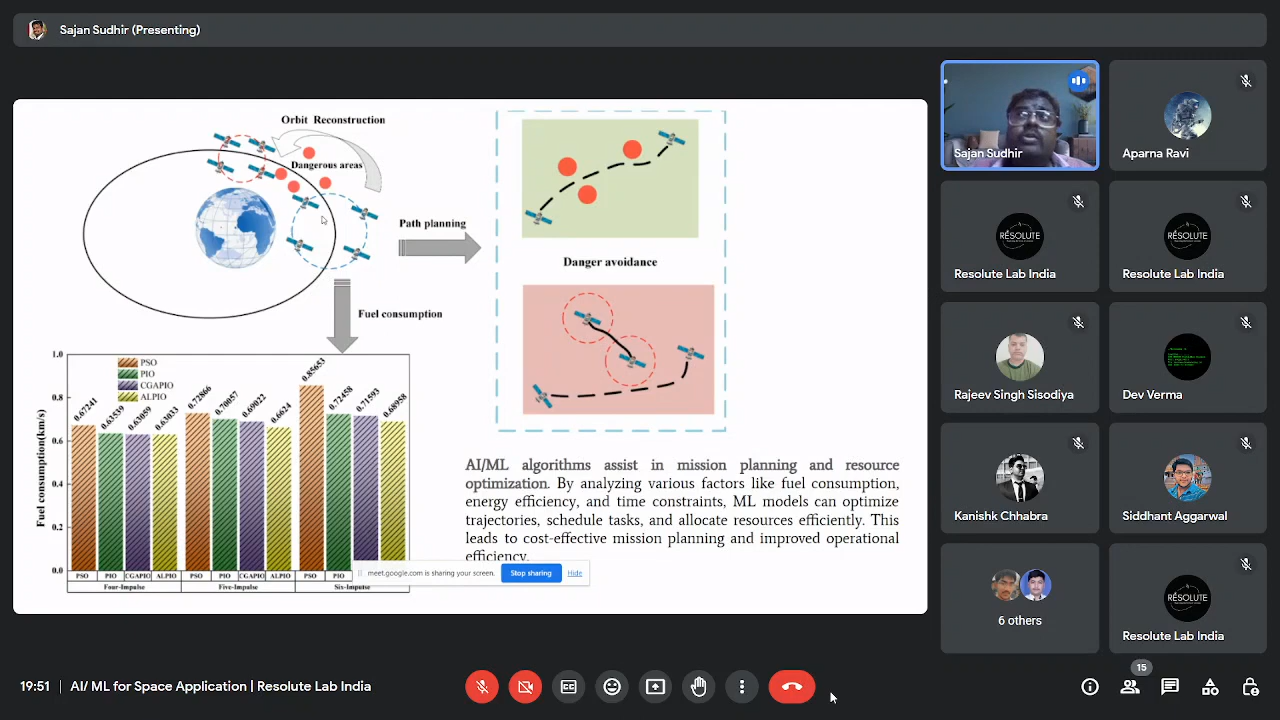 Sajan Sudhir (Presenting)
Orbit Reconstruction
Dangerous areas
Path planning
Danger avoidance
Fuel consumption
1.0
0.8
0.6
0.4
0.2
0.0
Fuel consumption(km/s)
PSO
PIO
CGAPIO
ALPIO
0.67241
0.63539
0.63059
0.63033
0.72866
0.70057
0.69022
0.6624
0.85653
0.72458
0.71593
0.68958
PSO PIO CGAPIO ALPIO PSO PIO CGAPIO ALPIO PSO PIO
Four-Impulse Five-Impulse Six-Impulse
AI/ML algorithms assist in mission planning and resource
optimization. By analyzing various factors like fuel consumption,
energy efficiency, and time constraints, ML models can optimize
trajectories, schedule tasks, and allocate resources efficiently. This
leads to cost-effective mission planning and improved operational
efficiency.
meet.google.com is sharing your screen. Stop sharing Hide
Sajan Sudhir
Aparna Ravi
RÉSOLUTE
Resolute Lab India
RÉSOLUTE
Resolute Lab India
Rajeev Singh Sisodiya
Dev Verma
Kanishk Chhabra
Siddhant Aggarwal
6 others
RÉSOLUTE
Resolute Lab India
19:51 | AI/ ML for Space Application | Resolute Lab India
15